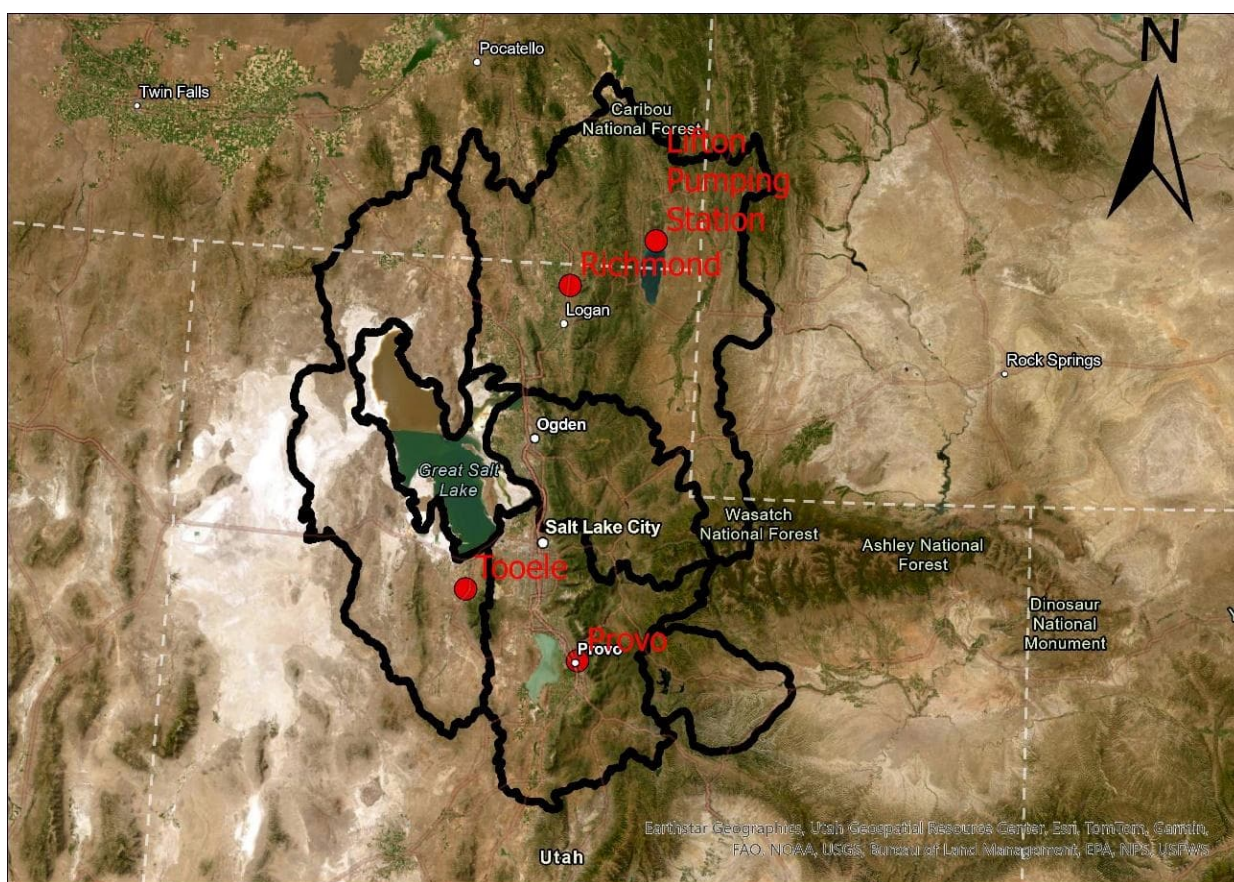 N
Pocatello
Twin Falls
Caribou
National Forest
Lifton
Pumping
Station
Richmond
Logan
Rock Springs
Ogden
Great Salt
Lake
Salt Lake City
Wasatch
National Forest
Ashley National
Forest
Tooele
Dinosaur
National
Monument
Provo
Provo
Utah
Earthstar Geographics, Utah Geospatial Resource Center, Esri, TomTom, Garmin,
FAO, NOAA, USGS, Bureau of Land Management, EPA, NPS, USFWS